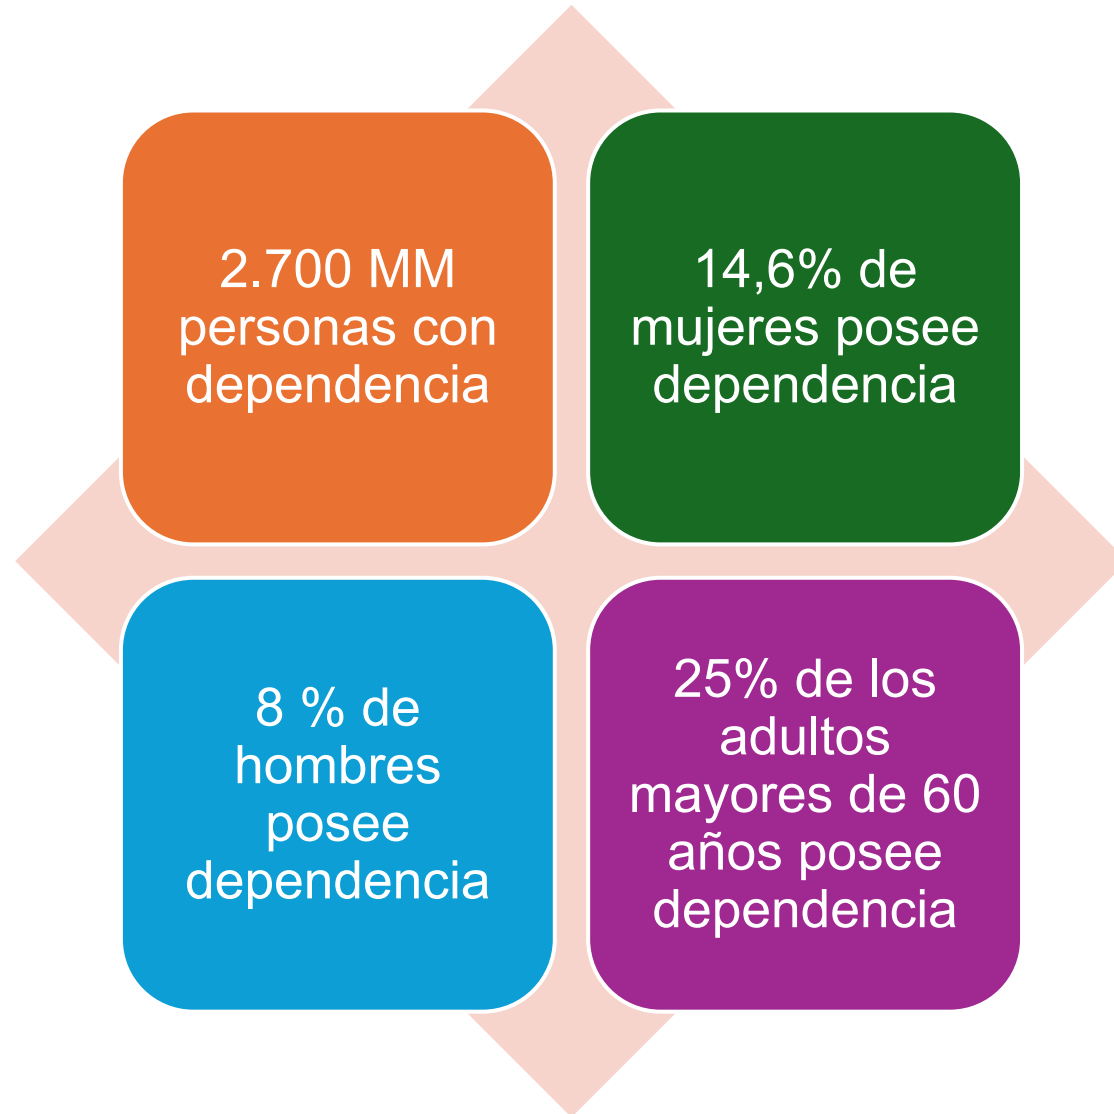 2.700 MM
personas con
dependencia
14,6% de
mujeres posee
dependencia
8 % de
hombres
posee
dependencia
25% de los
adultos
mayores de 60
años posee
dependencia